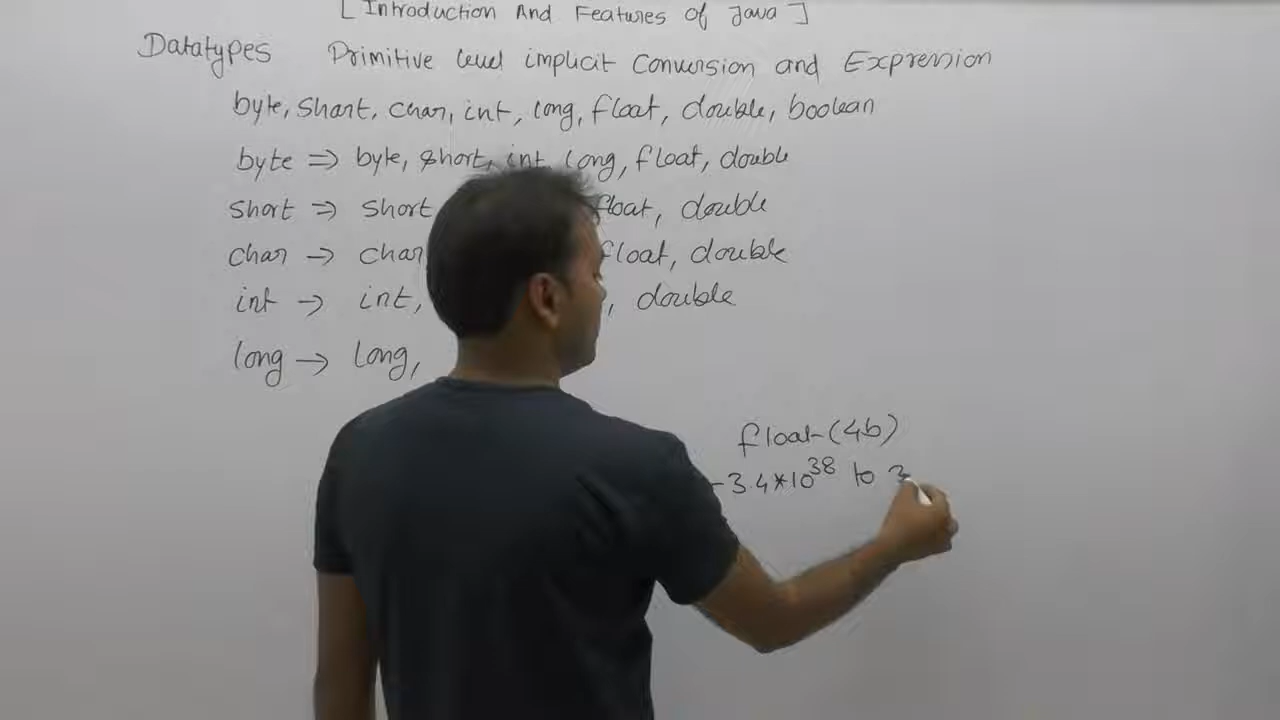 [Introduction And Features of Java]
Datatypes Primitive level implicit Conversion and Expression
byte, short, char, int, long, float, double, boolean
byte => byte, short, int, long, float, double
short => short float, double
char -> char float, double
int -> int, , double
long -> long,
float-(4b)
-3.4*10^38 to 3